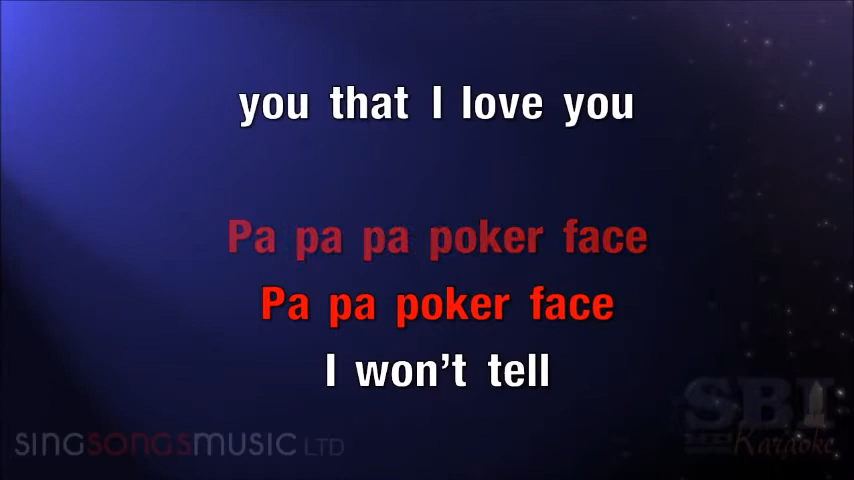 you that I love you
Pa pa pa poker face
Pa pa poker face
I won't tell
SBI
Karaoke
SINGSONGSMUSIC LTD